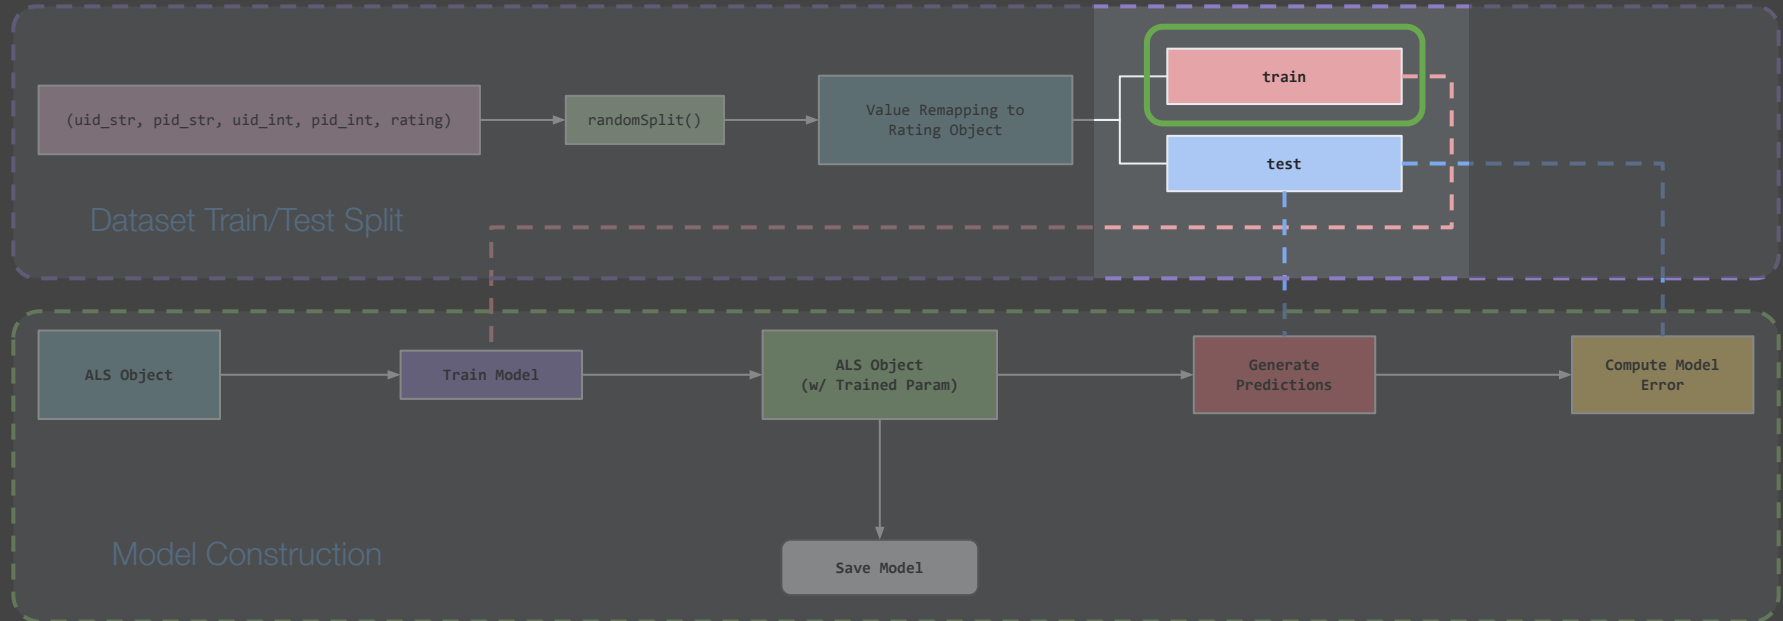 train
(uid_str, pid_str, uid_int, pid_int, rating)
randomSplit()
Value Remapping to
Rating Object
test
Dataset Train/Test Split
ALS Object
Train Model
ALS Object
(w/ Trained Param)
Generate
Predictions
Compute Model
Error
Model Construction
Save Model